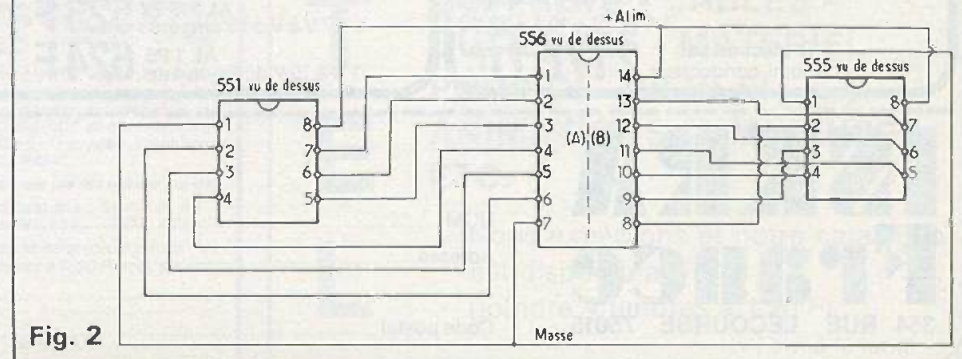 +Alim.
556 vu de dessus
551 vu de dessus
555 vu de dessus
1 8
2 7
3 6
4 5
1 14
2 13
3 12
(A) (B)
4 11
5 10
6 9
7 8
1 8
2 7
3 6
4 5
Fig. 2
Masse
354 RUE LECOURBE 75015
Code postal